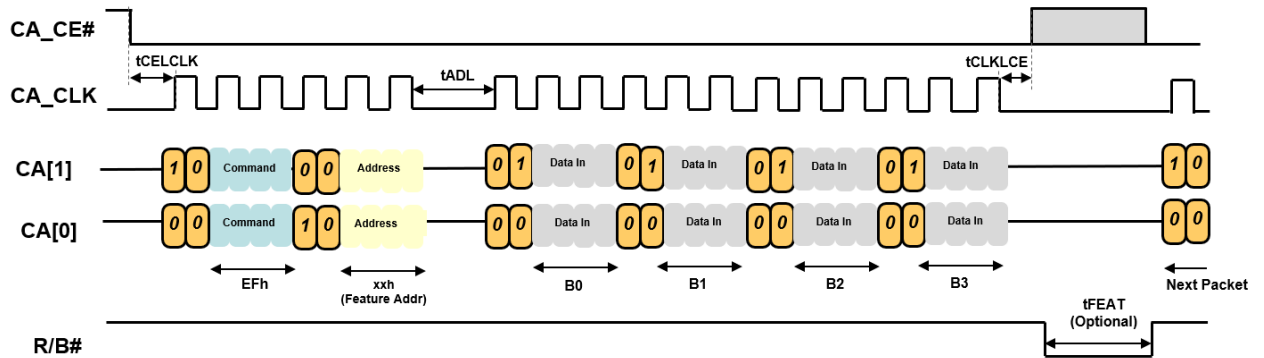 CA_CE#
tCELCLK
tADL
tCLKLCE
CA_CLK
CA[1]
1 0 Command 0 0 Address 0 1 Data In 0 1 Data In 0 1 Data In 0 1 Data In 1 0
CA[0]
0 0 Command 1 0 Address 0 0 Data In 0 0 Data In 0 0 Data In 0 0 Data In 0 0
EFh
xxh
(Feature Addr)
B0
B1
B2
B3
Next Packet
tFEAT
(Optional)
R/B#